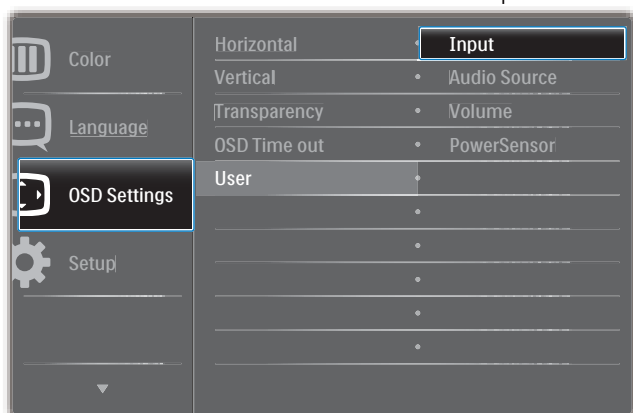 Color
Language
OSD Settings
Setup
Horizontal
Vertical
Transparency
OSD Time out
User
Input
Audio Source
Volume
PowerSensor